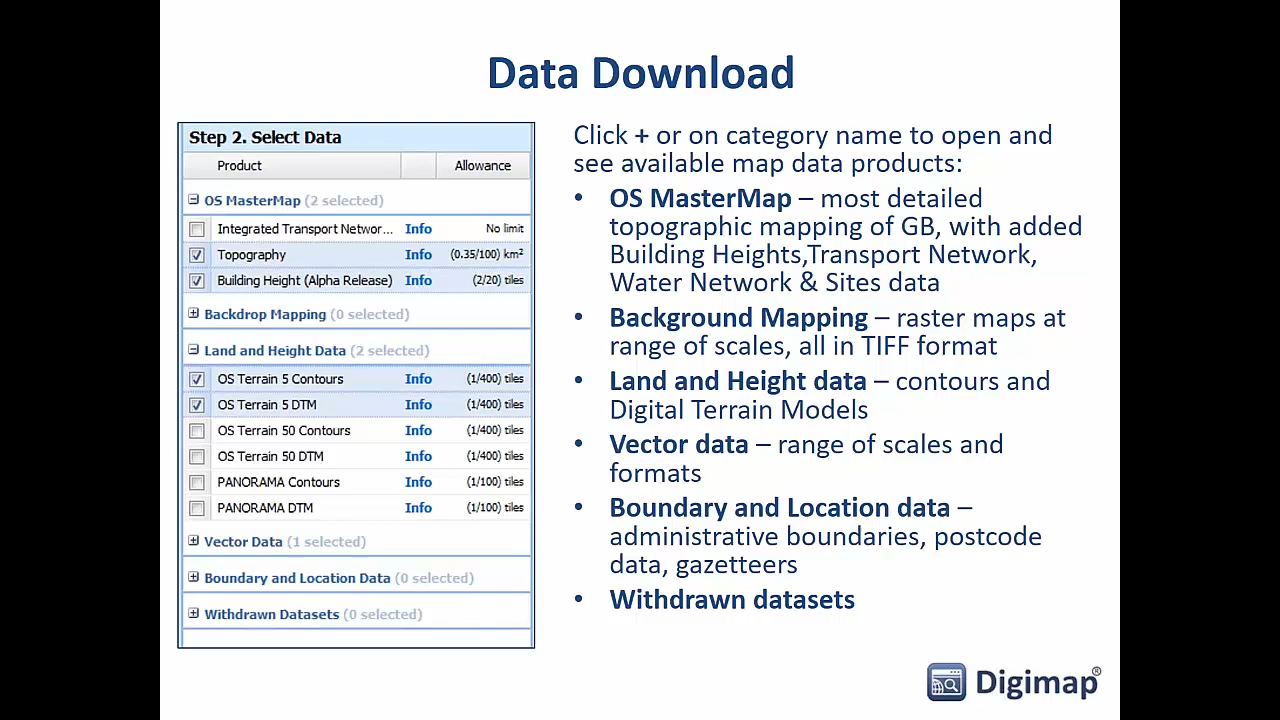 Data Download
Step 2. Select Data
Product Allowance
OS MasterMap (2 selected)
Integrated Transport Networ... Info No limit
Topography Info (0.35/100) km²
Building Height (Alpha Release) Info (2/20) tiles
Backdrop Mapping (0 selected)
Land and Height Data (2 selected)
OS Terrain 5 Contours Info (1/400) tiles
OS Terrain 5 DTM Info (1/400) tiles
OS Terrain 50 Contours Info (1/400) tiles
OS Terrain 50 DTM Info (1/400) tiles
PANORAMA Contours Info (1/100) tiles
PANORAMA DTM Info (1/100) tiles
Vector Data (1 selected)
Boundary and Location Data (0 selected)
Withdrawn Datasets (0 selected)
Click + or on category name to open and
see available map data products:
• OS MasterMap – most detailed
topographic mapping of GB, with added
Building Heights,Transport Network,
Water Network & Sites data
• Background Mapping – raster maps at
range of scales, all in TIFF format
• Land and Height data – contours and
Digital Terrain Models
• Vector data – range of scales and
formats
• Boundary and Location data –
administrative boundaries, postcode
data, gazetteers
• Withdrawn datasets
Digimap®